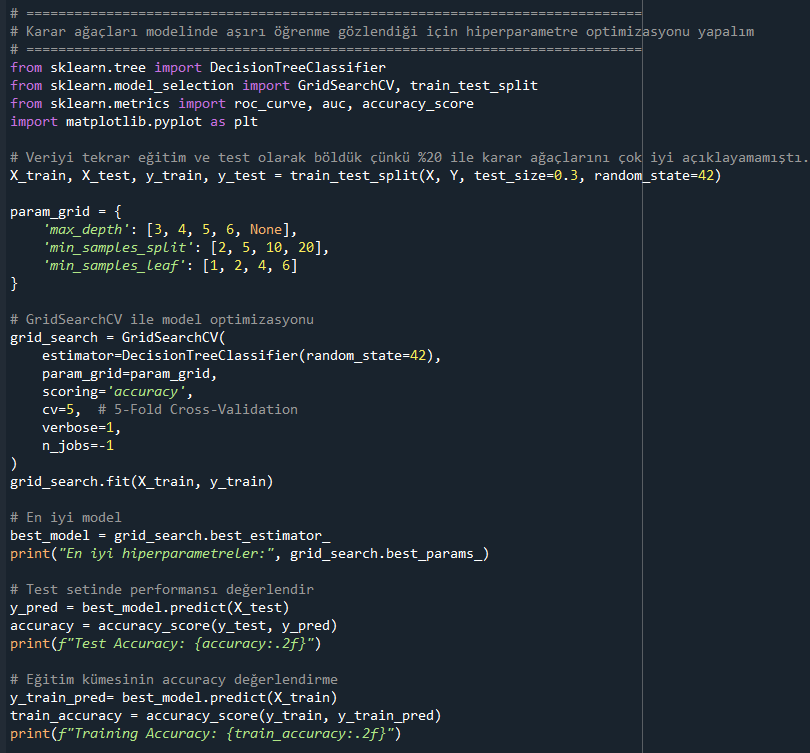 # =============================================================================
# Karar ağaçları modelinde aşırı öğrenme gözlendiği için hiperparametre optimizasyonu yapalım
# =============================================================================
from sklearn.tree import DecisionTreeClassifier
from sklearn.model_selection import GridSearchCV, train_test_split
from sklearn.metrics import roc_curve, auc, accuracy_score
import matplotlib.pyplot as plt
# Veriyi tekrar eğitim ve test olarak böldük çünkü %20 ile karar ağaçlarını çok iyi açıklayamamıştı.
X_train, X_test, y_train, y_test = train_test_split(X, Y, test_size=0.3, random_state=42)
param_grid = {
    'max_depth': [3, 4, 5, 6, None],
    'min_samples_split': [2, 5, 10, 20],
    'min_samples_leaf': [1, 2, 4, 6]
}
# GridSearchCV ile model optimizasyonu
grid_search = GridSearchCV(
    estimator=DecisionTreeClassifier(random_state=42),
    param_grid=param_grid,
    scoring='accuracy',
    cv=5,  # 5-Fold Cross-Validation
    verbose=1,
    n_jobs=-1
)
grid_search.fit(X_train, y_train)
# En iyi model
best_model = grid_search.best_estimator_
print("En iyi hiperparametreler:", grid_search.best_params_)
# Test setinde performansı değerlendir
y_pred = best_model.predict(X_test)
accuracy = accuracy_score(y_test, y_pred)
print(f"Test Accuracy: {accuracy:.2f}")
# Eğitim kümesinin accuracy değerlendirme
y_train_pred= best_model.predict(X_train)
train_accuracy = accuracy_score(y_train, y_train_pred)
print(f"Training Accuracy: {train_accuracy:.2f}")